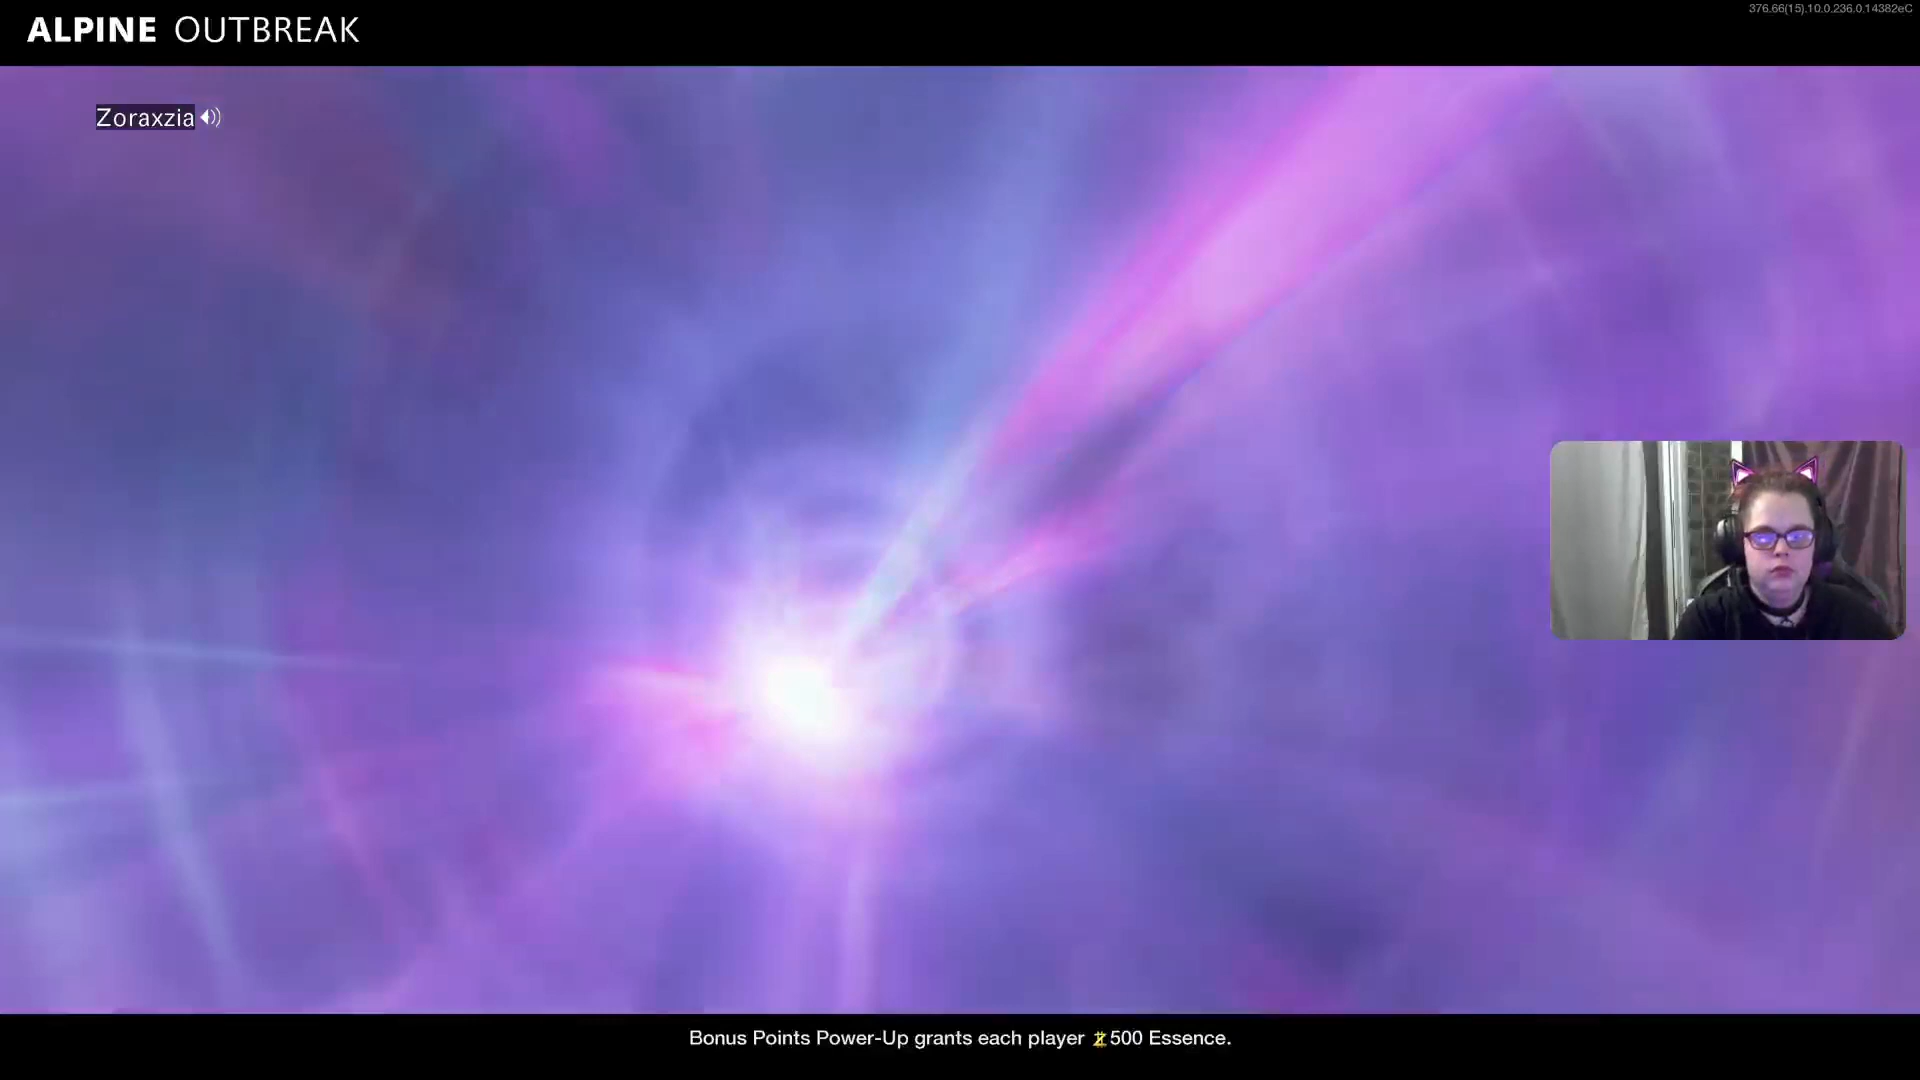 ALPINE OUTBREAK
376.66(15).10.0.236.0.14382eC
Zoraxzia
Bonus Points Power-Up grants each player 500 Essence.